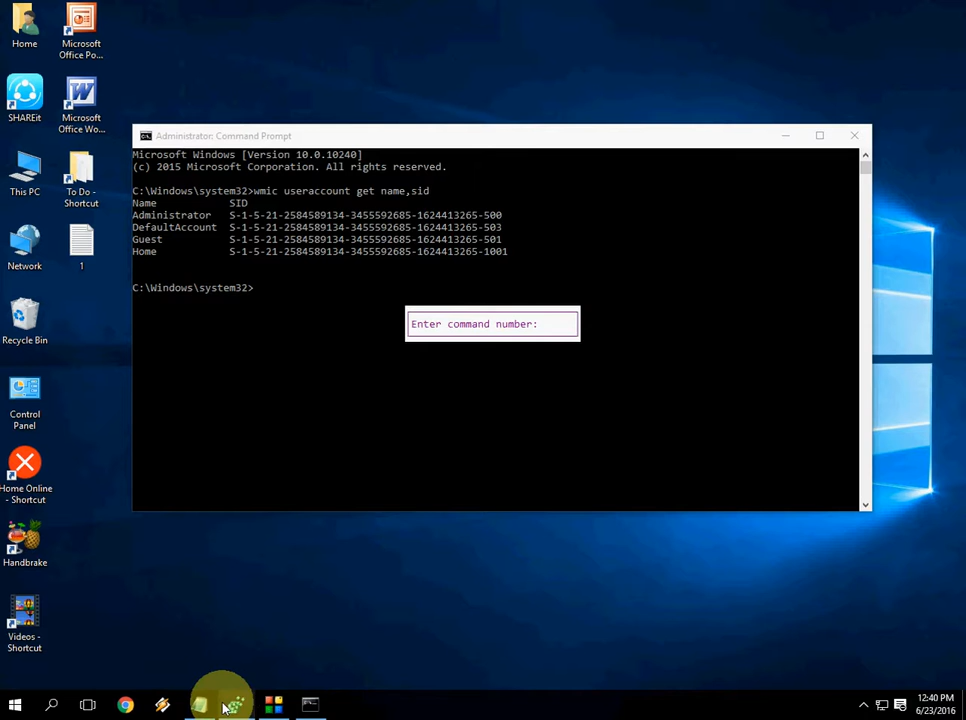 Home
Microsoft
Office Po...
SHAREit
Microsoft
Office Wo...
This PC
To Do -
Shortcut
Network
1
Recycle Bin
Control
Panel
Home Online
- Shortcut
Handbrake
Videos -
Shortcut
Administrator: Command Prompt
Microsoft Windows [Version 10.0.10240]
(c) 2015 Microsoft Corporation. All rights reserved.
C:\Windows\system32>wmic useraccount get name,sid
Name SID
Administrator S-1-5-21-2584589134-3455592685-1624413265-500
DefaultAccount S-1-5-21-2584589134-3455592685-1624413265-503
Guest S-1-5-21-2584589134-3455592685-1624413265-501
Home S-1-5-21-2584589134-3455592685-1624413265-1001
C:\Windows\system32>
Enter command number:
12:40 PM
6/23/2016